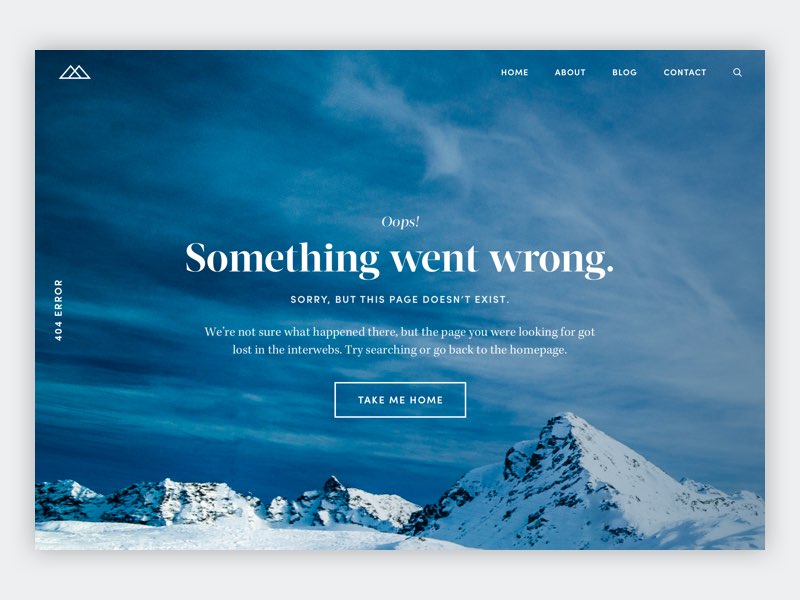 HOME ABOUT BLOG CONTACT
Oops!
Something went wrong.
SORRY, BUT THIS PAGE DOESN’T EXIST.
404 ERROR
We’re not sure what happened there, but the page you were looking for got
lost in the interwebs. Try searching or go back to the homepage.
TAKE ME HOME